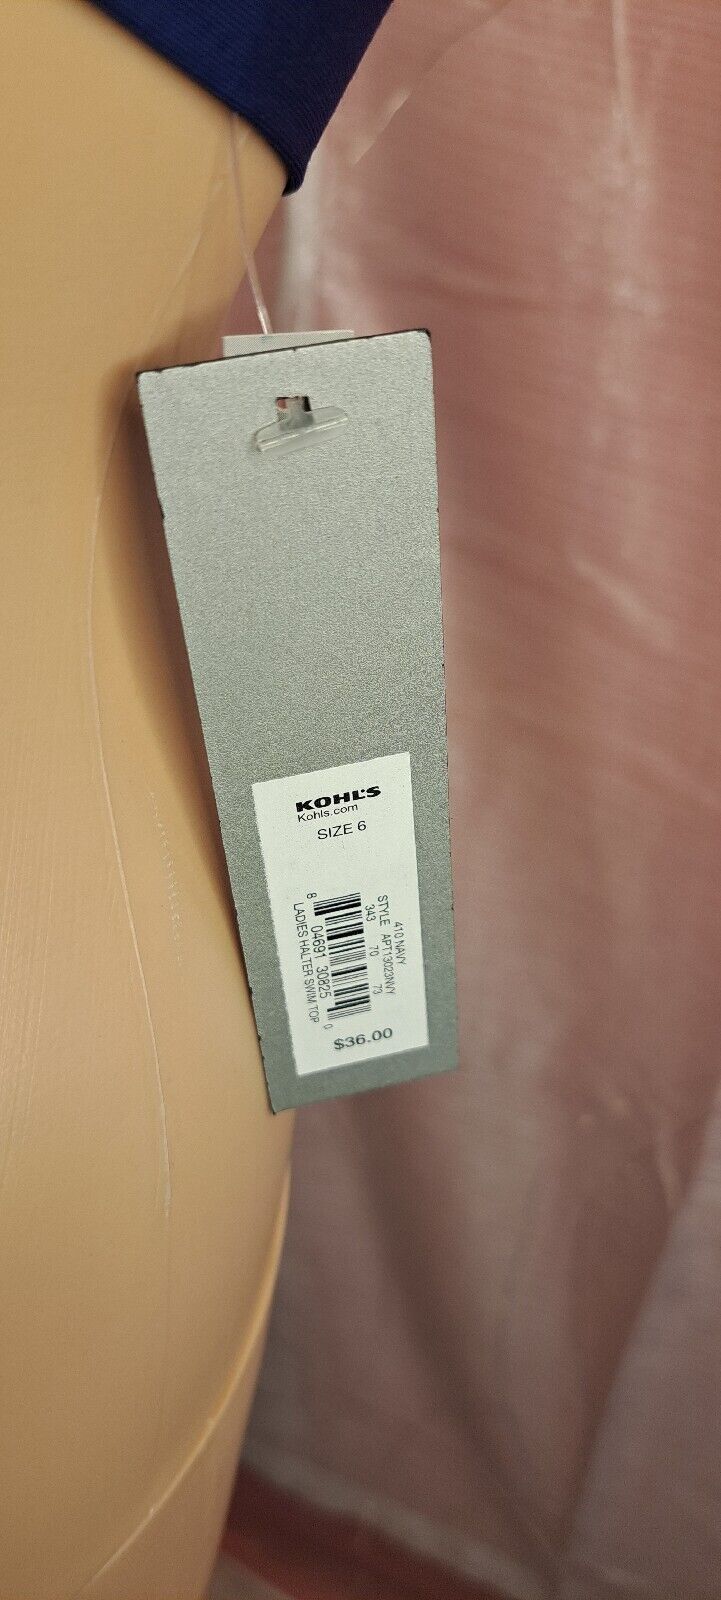 KOHL'S
Kohls.com
SIZE 6
410 NAVY
STYLE APT13023NVY
343 70 73
8 04691 30825 0
LADIES HALTER SWIM TOP
$36.00